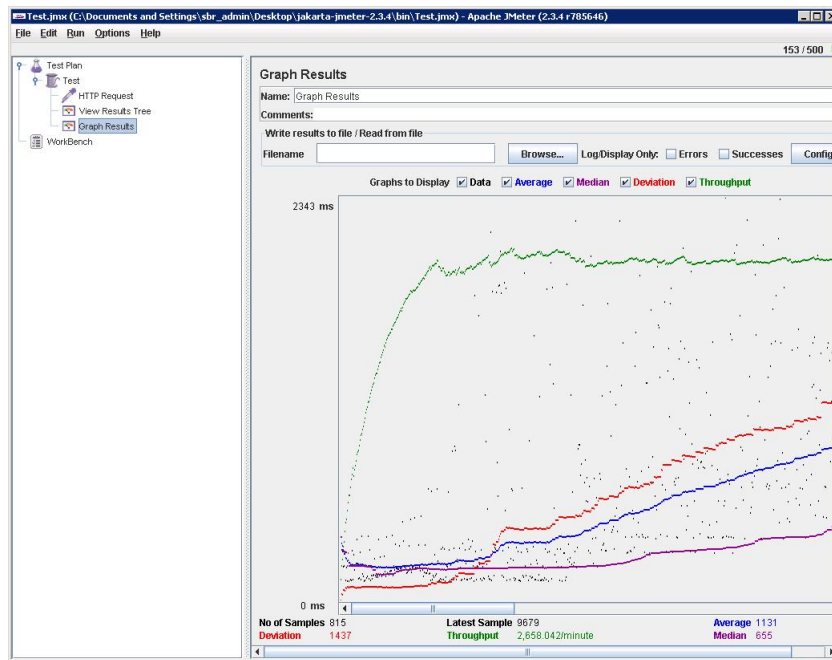 Test.jmx (C:\Documents and Settings\sbr_admin\Desktop\jakarta-jmeter-2.3.4\bin\Test.jmx) - Apache JMeter (2.3.4 r785646)
File Edit Run Options Help
153 / 500
Test Plan
Test
HTTP Request
View Results Tree
Graph Results
WorkBench
Graph Results
Name: Graph Results
Comments:
Write results to file / Read from file
Filename Browse... Log/Display Only: Errors Successes Config
Graphs to Display Data Average Median Deviation Throughput
2343 ms
0 ms
No of Samples 815 Latest Sample 9679 Average 1131
Deviation 1437 Throughput 2,658.042/minute Median 655